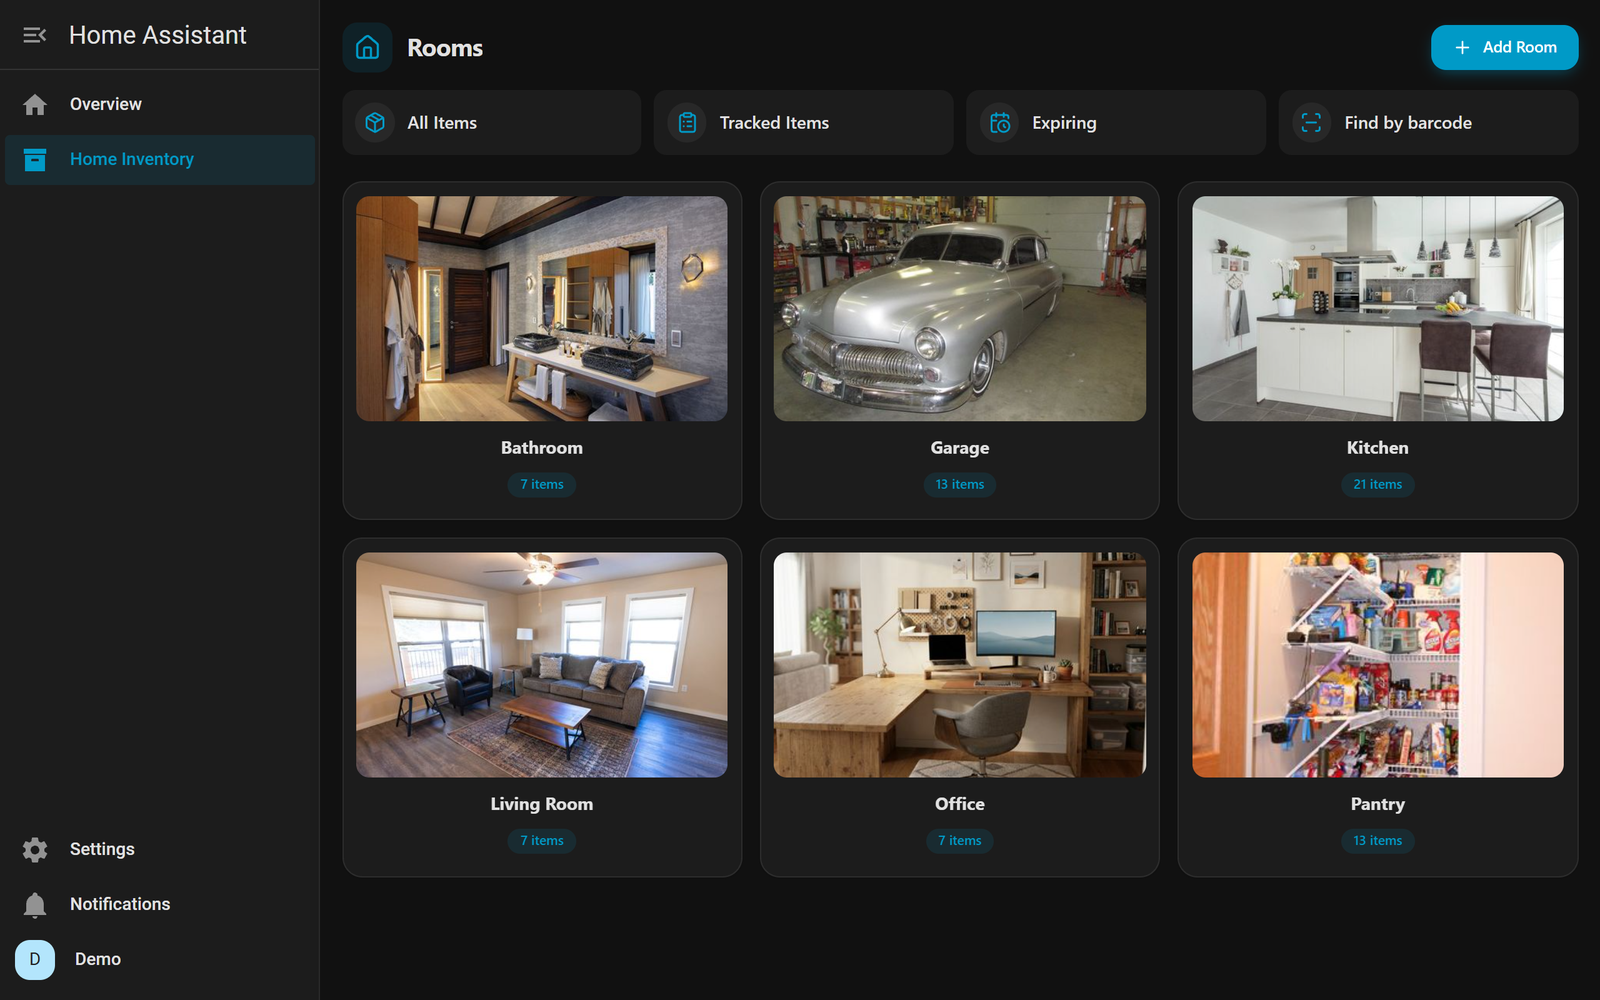 Home Assistant
Overview
Home Inventory
Settings
Notifications
D
Demo
Rooms
Add Room
All Items
Tracked Items
Expiring
Find by barcode
Bathroom
7 items
Garage
13 items
Kitchen
21 items
Living Room
7 items
Office
7 items
Pantry
13 items